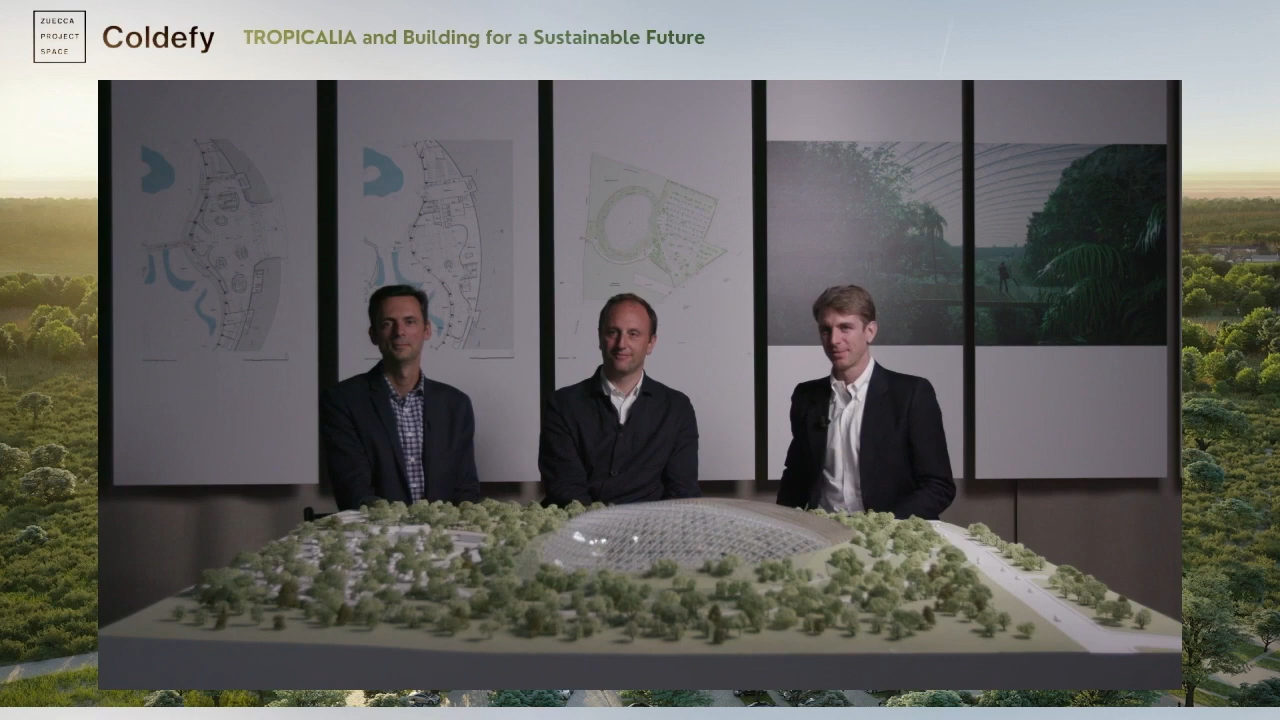 ZUECCA
PROJECT
SPACE
Coldefy
TROPICALIA and Building for a Sustainable Future